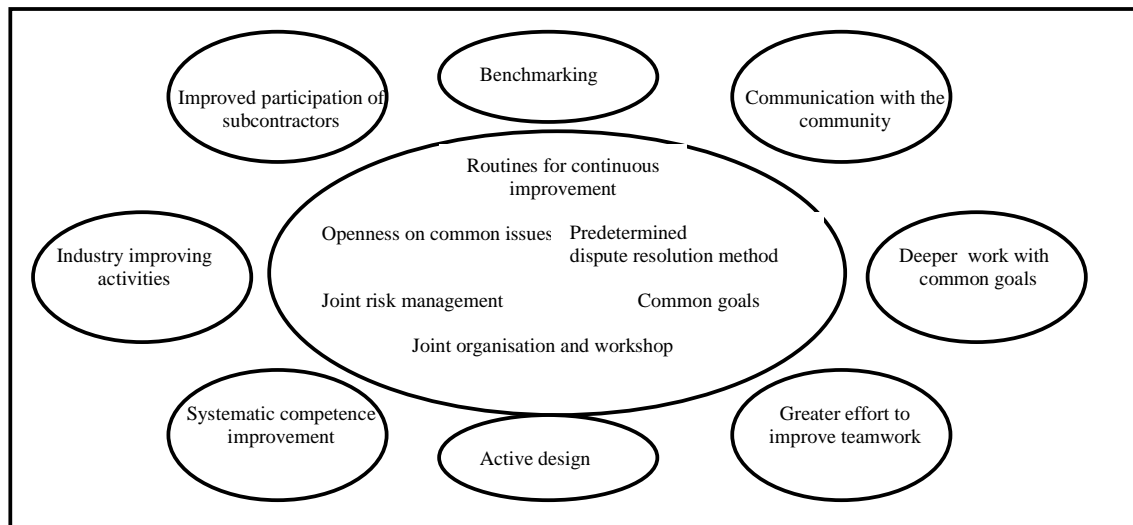 Benchmarking
Improved participation of
subcontractors
Communication with the
community
Routines for continuous
improvement
Openness on common issues
Predetermined
dispute resolution method
Industry improving
activities
Deeper work with
common goals
Joint risk management
Common goals
Joint organisation and workshop
Systematic competence
improvement
Greater effort to
improve teamwork
Active design